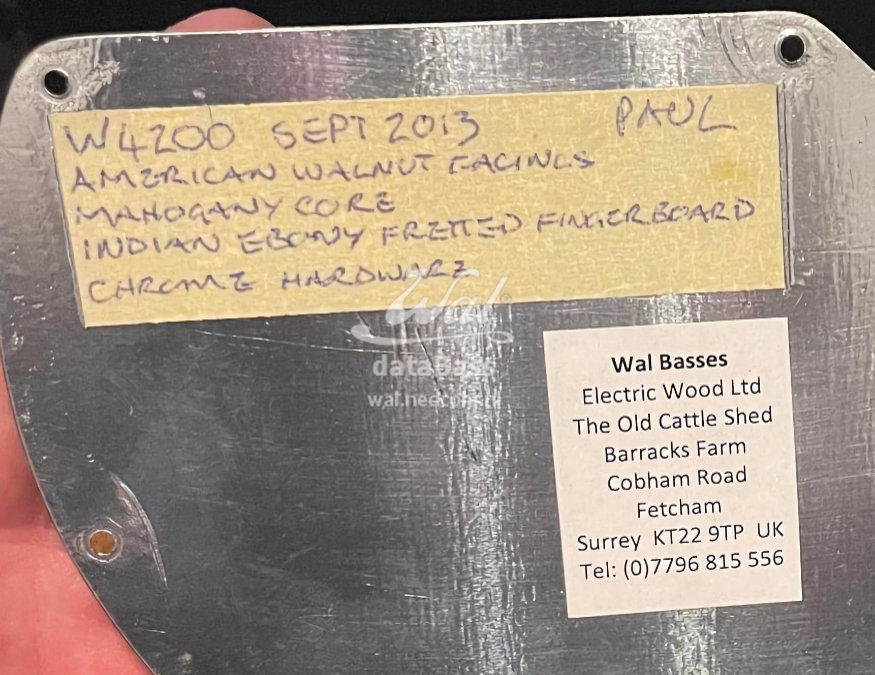 W4200 SEPT 2013 PAUL
AMERICAN WALNUT FACINGS
MAHOGANY CORE
INDIAN EBONY FRETTED FINGERBOARD
CHROME HARDWARE
Wal
databass
Wal Basses
Electric Wood Ltd
The Old Cattle Shed
Barracks Farm
Cobham Road
Fetcham
Surrey KT22 9TP UK
Tel: (0)7796 815 556